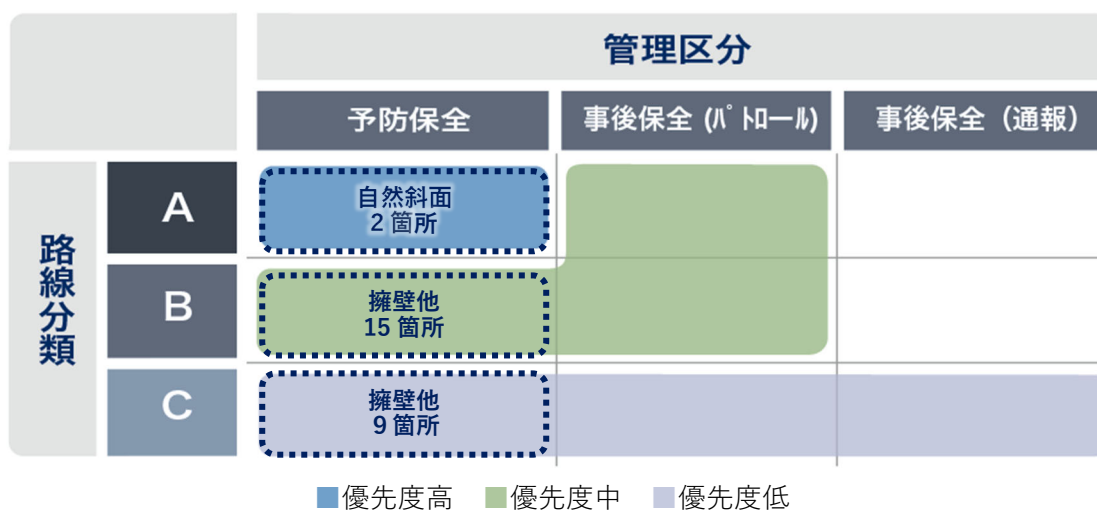 管理区分
予防保全
事後保全 (ﾊﾟﾄﾛｰﾙ)
事後保全（通報）
路線分類
A
自然斜面
2 箇所
B
擁壁他
15 箇所
C
擁壁他
9 箇所
■優先度高 ■優先度中 ■優先度低